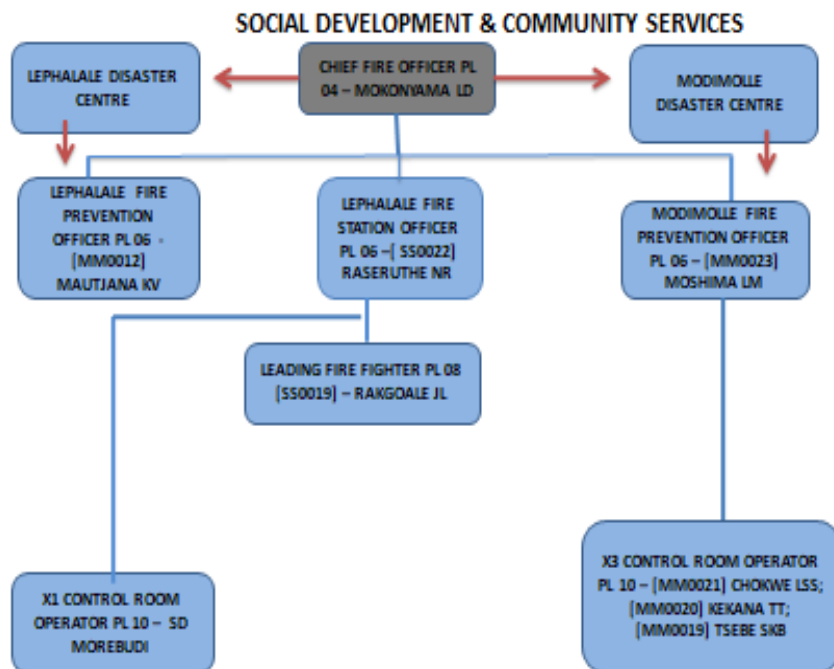 SOCIAL DEVELOPMENT & COMMUNITY SERVICES
LEPHALALE DISASTER
CENTRE
CHIEF FIRE OFFICER PL
04 – MOKONYAMA LD
MODIMOLLE
DISASTER CENTRE
LEPHALALE FIRE
PREVENTION
OFFICER PL 06 -
[MM0012]
MAUTJANA KV
LEPHALALE FIRE
STATION OFFICER
PL 06 –[ SS0022]
RASERUTHE NR
MODIMOLLE FIRE
PREVENTION OFFICER
PL 06 – [MM0023]
MOSHIMA LM
LEADING FIRE FIGHTER PL 08
[SS0019] – RAKGOALE JL
X1 CONTROL ROOM
OPERATOR PL 10 – SD
MOREBUDI
X3 CONTROL ROOM OPERATOR
PL 10 – [MM0021] CHOKWE LSS;
[MM0020] KEKANA TT;
[MM0019] TSEBE SKB